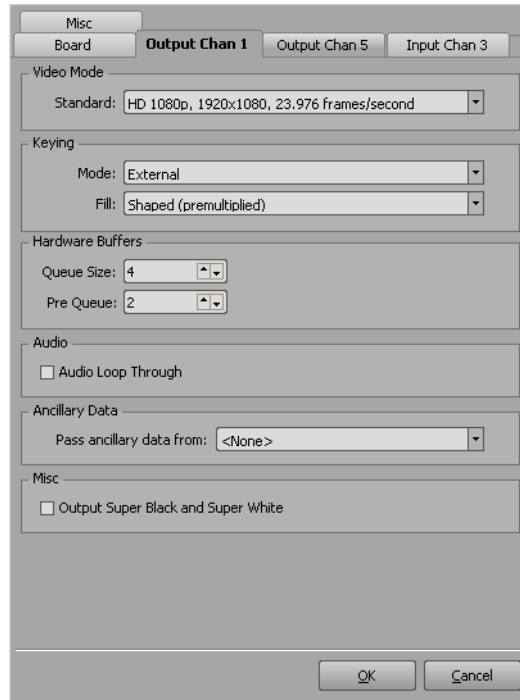 Misc
Board Output Chan 1 Output Chan 5 Input Chan 3
Video Mode
Standard: HD 1080p, 1920x1080, 23.976 frames/second
Keying
Mode: External
Fill: Shaped (premultiplied)
Hardware Buffers
Queue Size: 4
Pre Queue: 2
Audio
Audio Loop Through
Ancillary Data
Pass ancillary data from: <None>
Misc
Output Super Black and Super White
OK Cancel